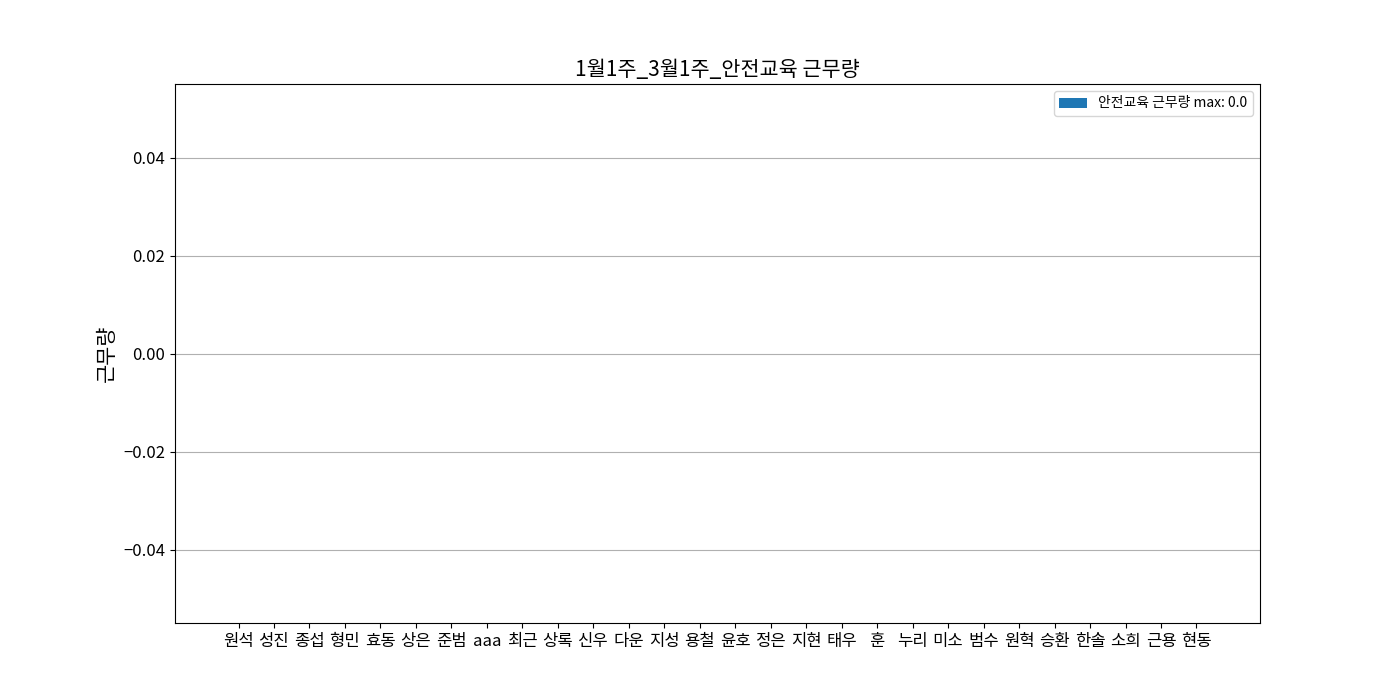 1월1주_3월1주_안전교육 근무량
안전교육 근무량 max: 0.0
근무량
0.04
0.02
0.00
−0.02
−0.04
원석 성진 종섭 형민 효동 상은 준범 aaa 최근 상록 신우 다운 지성 용철 윤호 정은 지현 태우 훈 누리 미소 범수 원혁 승환 한솔 소희 근용 현동